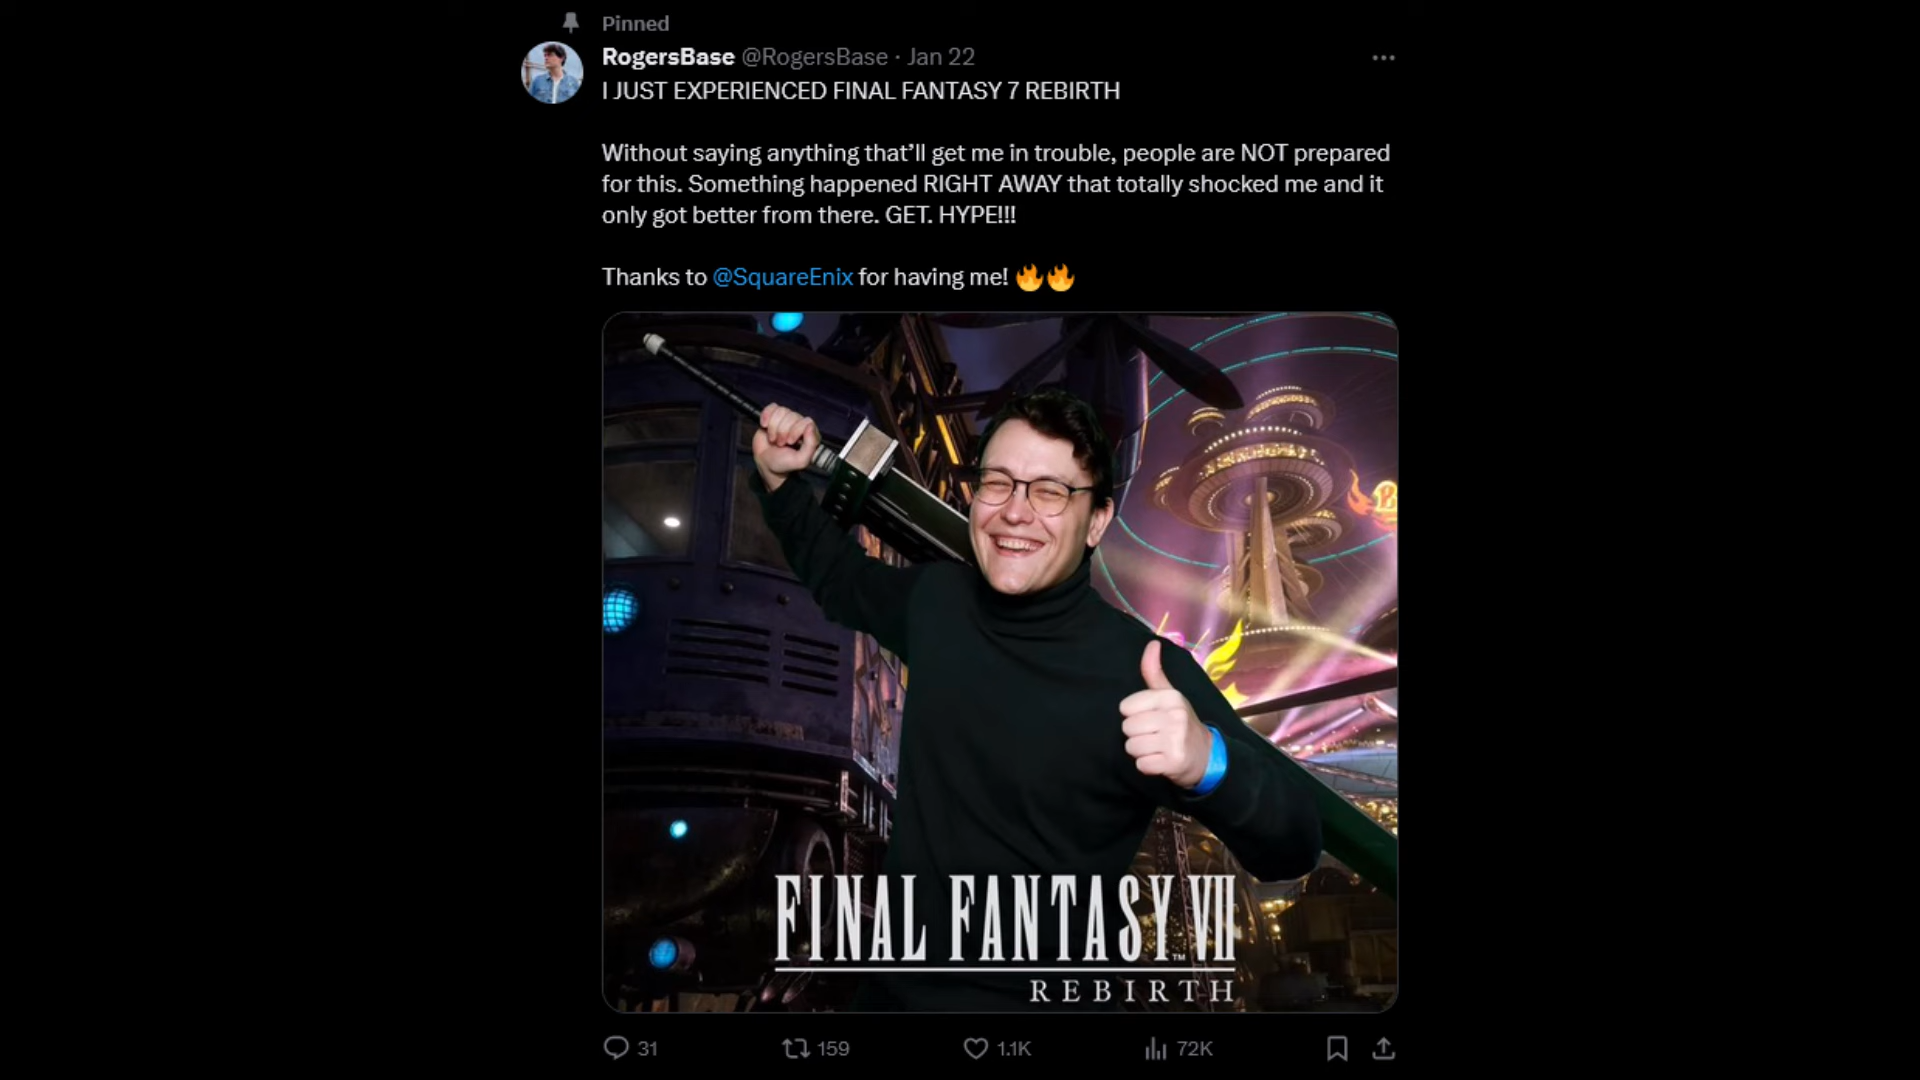 Pinned
RogersBase @RogersBase · Jan 22
I JUST EXPERIENCED FINAL FANTASY 7 REBIRTH
Without saying anything that’ll get me in trouble, people are NOT prepared
for this. Something happened RIGHT AWAY that totally shocked me and it
only got better from there. GET. HYPE!!!
Thanks to @SquareEnix for having me! 🔥🔥
FINAL FANTASY VII
™
REBIRTH
31 159 1.1K 72K